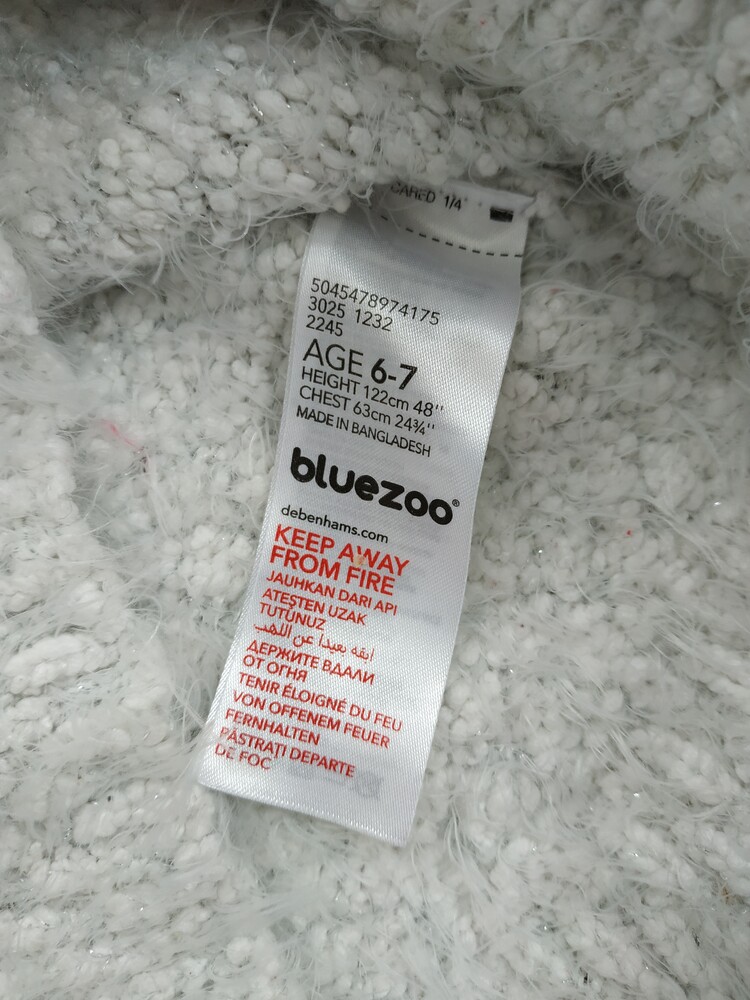 CARED 1/4
5045478974175
3025 1232
2245
AGE 6-7
HEIGHT 122cm 48''
CHEST 63cm 24¾''
MADE IN BANGLADESH
bluezoo®
debenhams.com
KEEP AWAY
FROM FIRE
JAUHKAN DARI API
ATEŞTEN UZAK
TUTUNUZ
ابقه بعيدا عن اللهب
ДЕРЖИТЕ ВДАЛИ
ОТ ОГНЯ
TENIR ÉLOIGNÉ DU FEU
VON OFFENEM FEUER
FERNHALTEN
PĂSTRAȚI DEPARTE
DE FOC